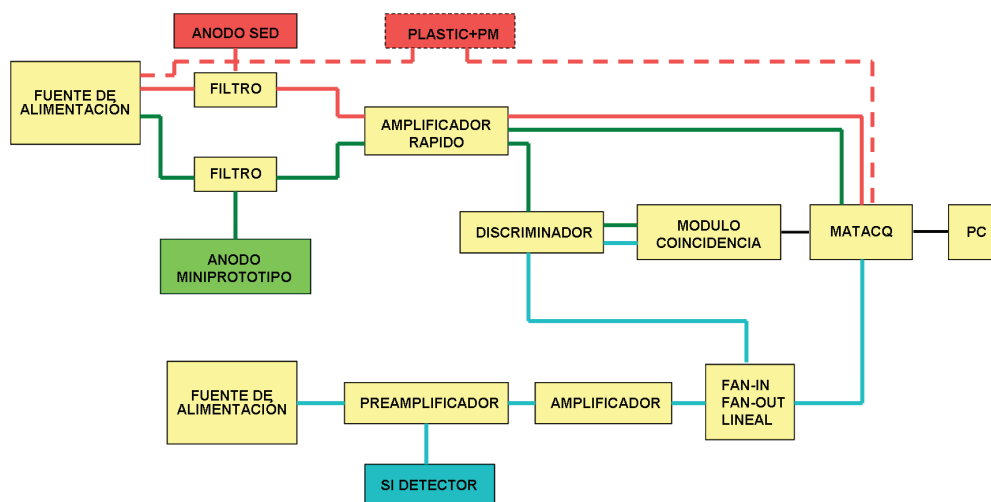 ANODO SED
PLASTIC+PM
FUENTE DE
ALIMENTACIÓN
FILTRO
AMPLIFICADOR
RAPIDO
FILTRO
DISCRIMINADOR
MODULO
COINCIDENCIA
MATACQ
PC
ANODO
MINIPROTOTIPO
FUENTE DE
ALIMENTACIÓN
PREAMPLIFICADOR
AMPLIFICADOR
FAN-IN
FAN-OUT
LINEAL
SI DETECTOR